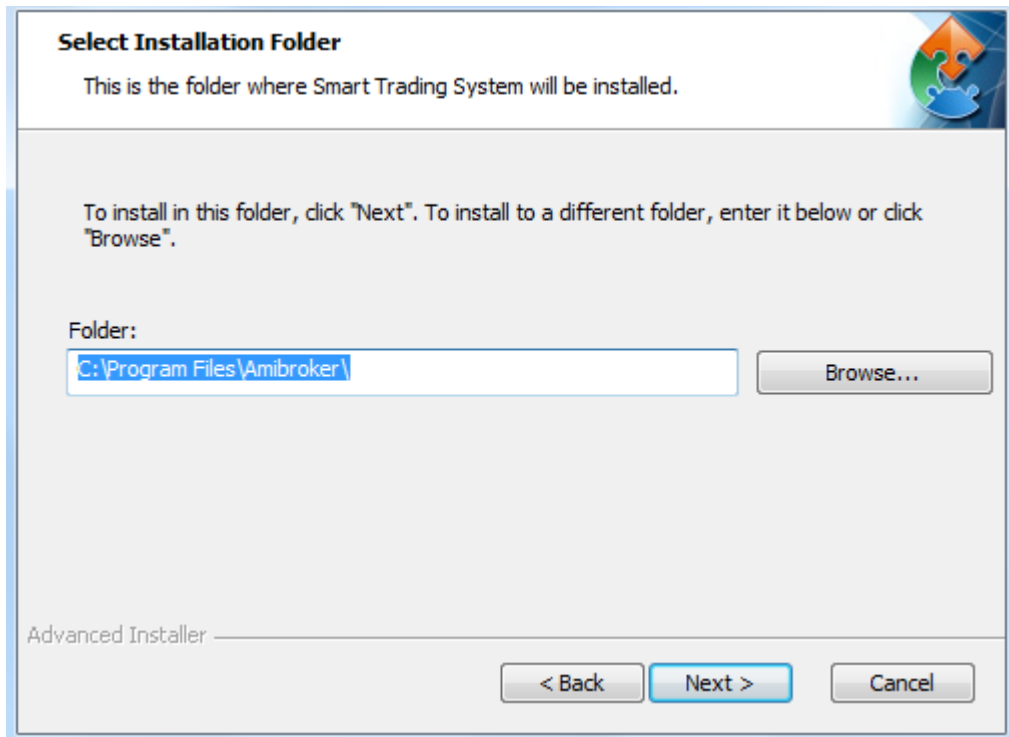 Select Installation Folder
This is the folder where Smart Trading System will be installed.
To install in this folder, click "Next". To install to a different folder, enter it below or click
"Browse".
Folder:
C:\Program Files\Amibroker\
Browse...
Advanced Installer
< Back
Next >
Cancel